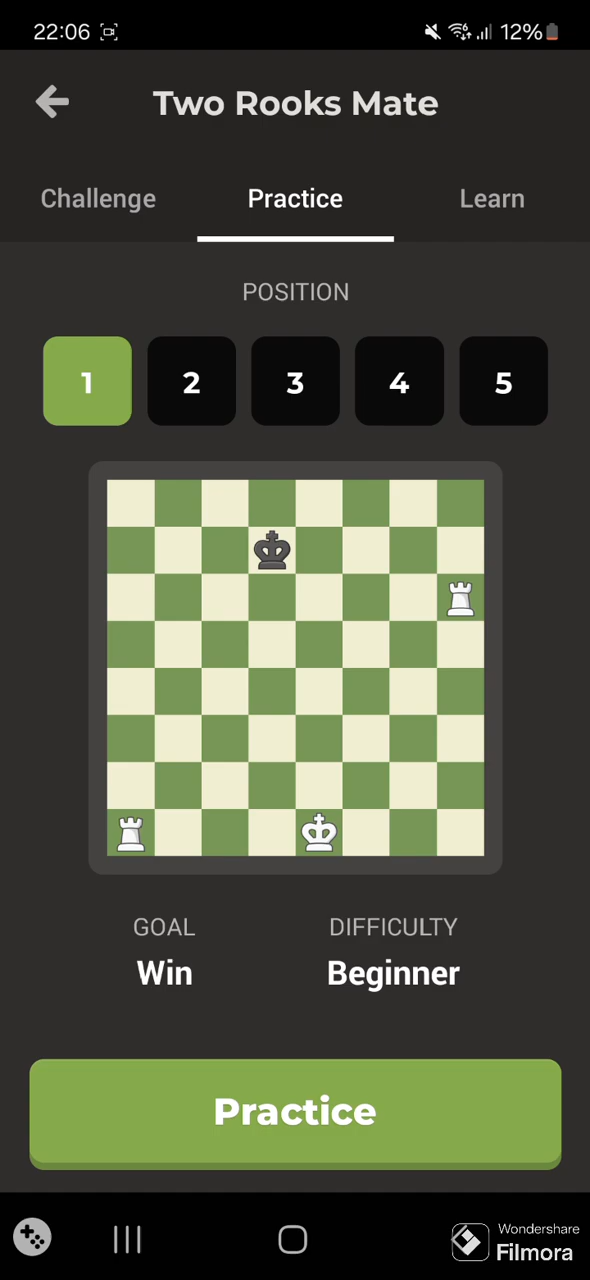 22:06 12%
Two Rooks Mate
Challenge Practice Learn
POSITION
1 2 3 4 5
GOAL DIFFICULTY
Win Beginner
Practice
Wondershare
Filmora